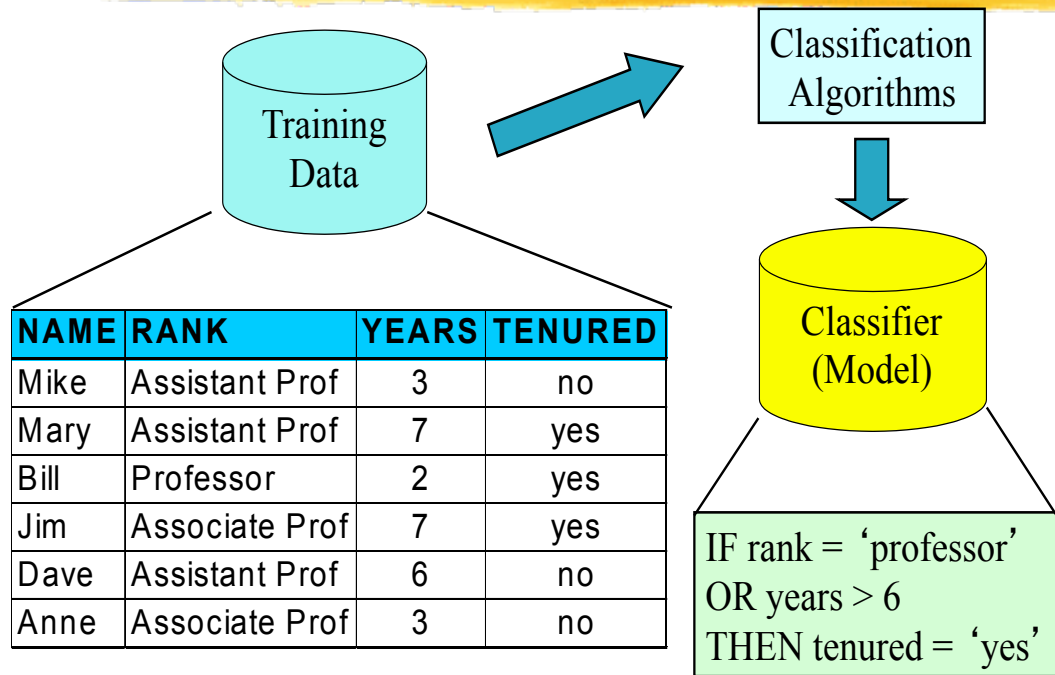 Training
Data
Classification
Algorithms
Classifier
(Model)
NAME RANK YEARS TENURED
Mike Assistant Prof 3 no
Mary Assistant Prof 7 yes
Bill Professor 2 yes
Jim Associate Prof 7 yes
Dave Assistant Prof 6 no
Anne Associate Prof 3 no
IF rank = ‘professor’
OR years > 6
THEN tenured = ‘yes’